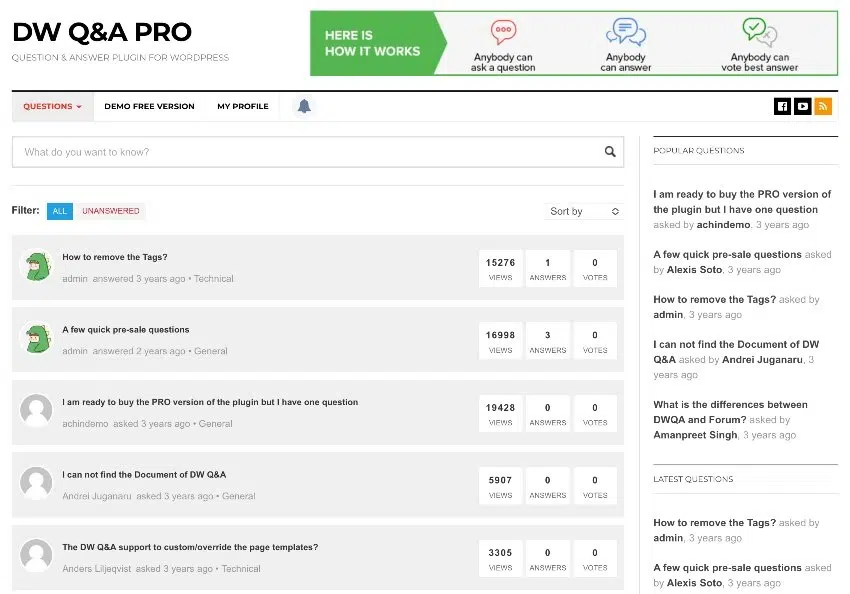 DW Q&A PRO
QUESTION & ANSWER PLUGIN FOR WORDPRESS
HERE IS
HOW IT WORKS
Anybody can
ask a question
Anybody
can answer
Anybody can
vote best answer
QUESTIONS
DEMO FREE VERSION
MY PROFILE
What do you want to know?
Filter:
ALL
UNANSWERED
Sort by
How to remove the Tags?
admin answered 3 years ago • Technical
15276
VIEWS
1
ANSWERS
0
VOTES
A few quick pre-sale questions
admin answered 2 years ago • General
16998
VIEWS
3
ANSWERS
0
VOTES
I am ready to buy the PRO version of the plugin but I have one question
achindemo asked 3 years ago • General
19428
VIEWS
0
ANSWERS
0
VOTES
I can not find the Document of DW Q&A
Andrei Juganaru asked 3 years ago • General
5907
VIEWS
0
ANSWERS
0
VOTES
The DW Q&A support to custom/override the page templates?
Anders Liljeqvist asked 3 years ago • Technical
3305
VIEWS
0
ANSWERS
0
VOTES
POPULAR QUESTIONS
I am ready to buy the PRO version of
the plugin but I have one question
asked by achindemo, 3 years ago
A few quick pre-sale questions asked
by Alexis Soto, 3 years ago
How to remove the Tags? asked by
admin, 3 years ago
I can not find the Document of DW
Q&A asked by Andrei Juganaru, 3
years ago
What is the differences between
DWQA and Forum? asked by
Amanpreet Singh, 3 years ago
LATEST QUESTIONS
How to remove the Tags? asked by
admin, 3 years ago
A few quick pre-sale questions asked
by Alexis Soto, 3 years ago